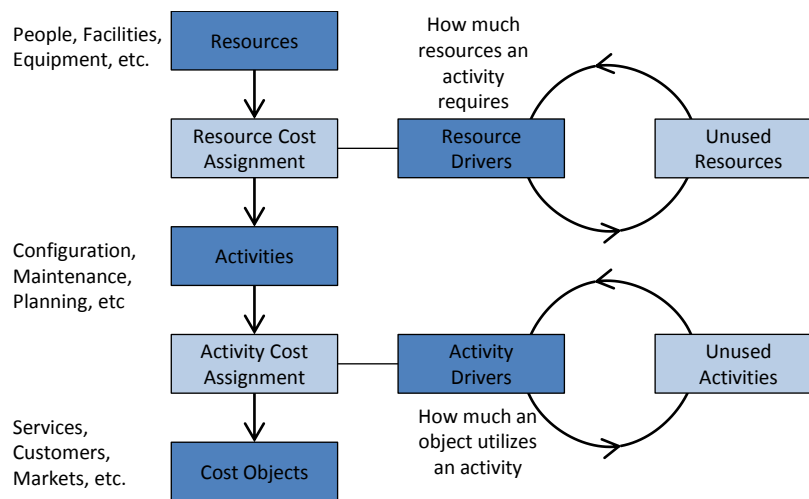 People, Facilities,
Equipment, etc.
Resources
How much
resources an
activity
requires
Resource Cost
Assignment
Resource
Drivers
Unused
Resources
Configuration,
Maintenance,
Planning, etc
Activities
Activity Cost
Assignment
Activity
Drivers
Unused
Activities
Services,
Customers,
Markets, etc.
Cost Objects
How much an
object utilizes
an activity